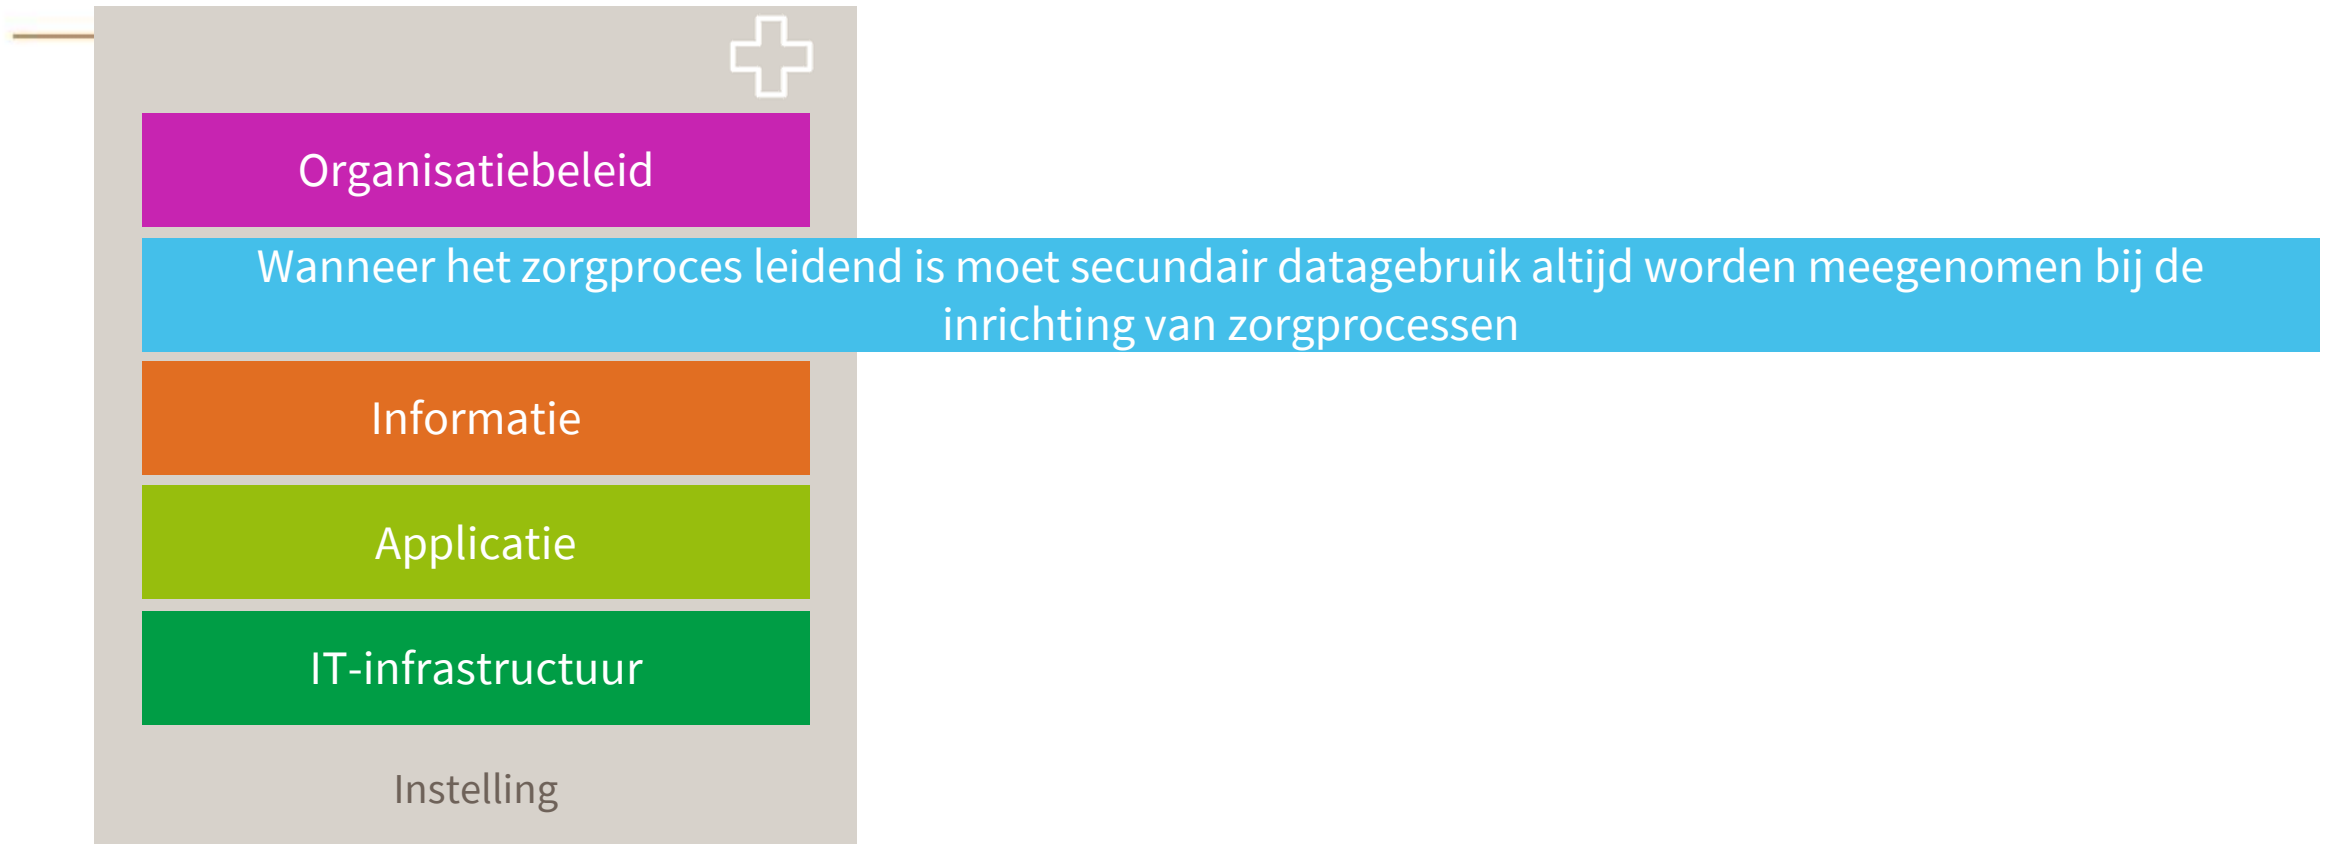 Organisatiebeleid
Wanneer het zorgproces leidend is moet secundair datagebruik altijd worden meegenomen bij de
inrichting van zorgprocessen
Informatie
Applicatie
IT-infrastructuur
Instelling